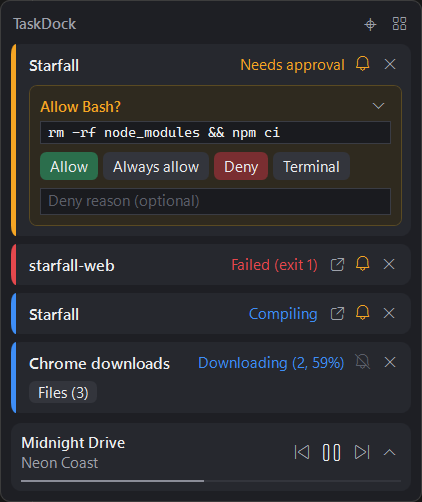 TaskDock
Starfall Needs approval
Allow Bash?
rm -rf node_modules && npm ci
Allow Always allow Deny Terminal
Deny reason (optional)
starfall-web Failed (exit 1)
Starfall Compiling
Chrome downloads Downloading (2, 59%)
Files (3)
Midnight Drive
Neon Coast